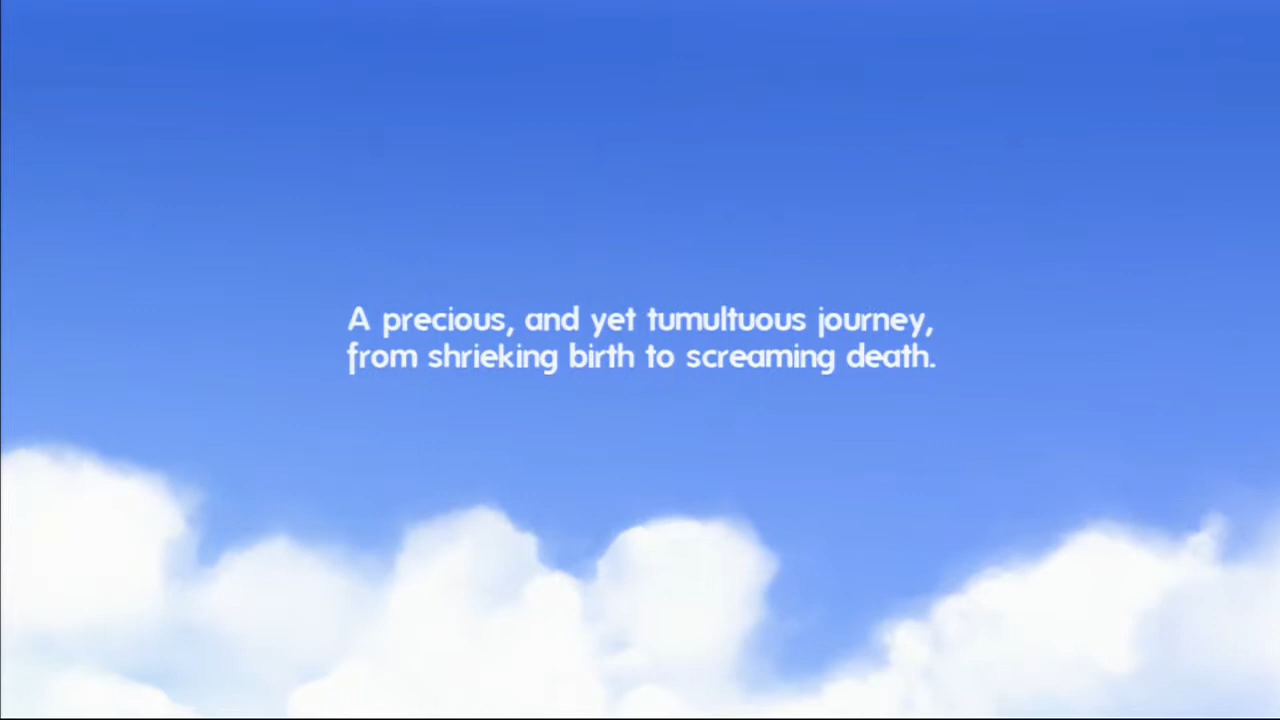 A precious, and yet tumultuous journey,
from shrieking birth to screaming death.